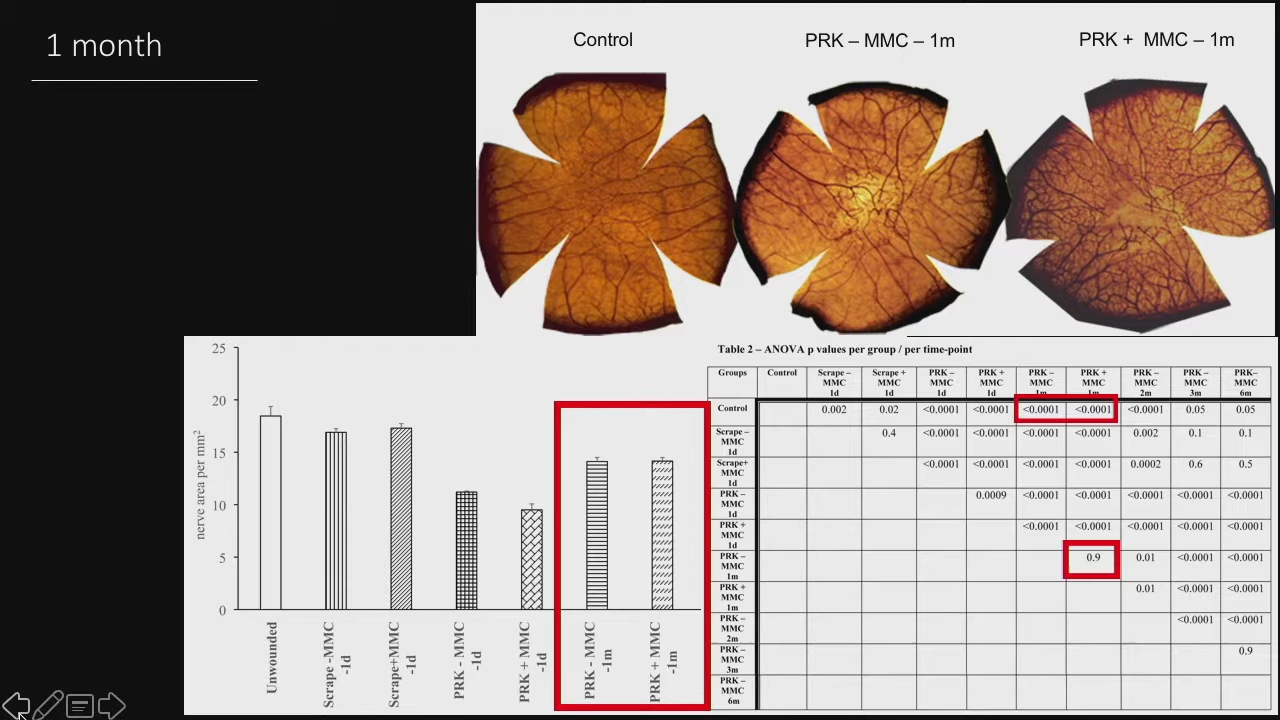 1 month
Control
PRK – MMC – 1m
PRK + MMC – 1m
25
20
15
10
5
0
nerve area per mm²
Unwounded
Scrape -MMC
-1d
Scrape+MMC
-1d
PRK - MMC
-1d
PRK + MMC
-1d
PRK - MMC
-1m
PRK + MMC
-1m
Table 2 – ANOVA p values per group / per time-point
Groups Control Scrape – MMC 1d Scrape + MMC 1d PRK – MMC 1d PRK + MMC 1d PRK – MMC 1m PRK + MMC 1m PRK – MMC 2m PRK – MMC 3m PRK– MMC 6m
Control 0.002 0.02 <0.0001 <0.0001 <0.0001 <0.0001 <0.0001 0.05 0.05
Scrape – MMC 1d 0.4 <0.0001 <0.0001 <0.0001 <0.0001 0.002 0.1 0.1
Scrape+ MMC 1d <0.0001 <0.0001 <0.0001 <0.0001 0.0002 0.6 0.5
PRK – MMC 1d 0.0009 <0.0001 <0.0001 <0.0001 <0.0001 <0.0001
PRK + MMC 1d <0.0001 <0.0001 <0.0001 <0.0001 <0.0001
PRK – MMC 1m 0.9 0.01 <0.0001 <0.0001
PRK + MMC 1m 0.01 <0.0001 <0.0001
PRK – MMC 2m <0.0001 <0.0001
PRK – MMC 3m 0.9
PRK – MMC 6m